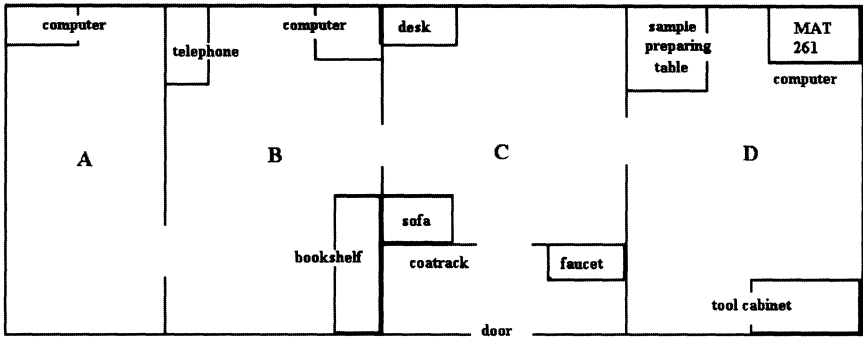 computer
telephone
computer
desk
sample
preparing
table
MAT
261
computer
A
B
C
D
sofa
bookshelf
coatrack
faucet
tool cabinet
door